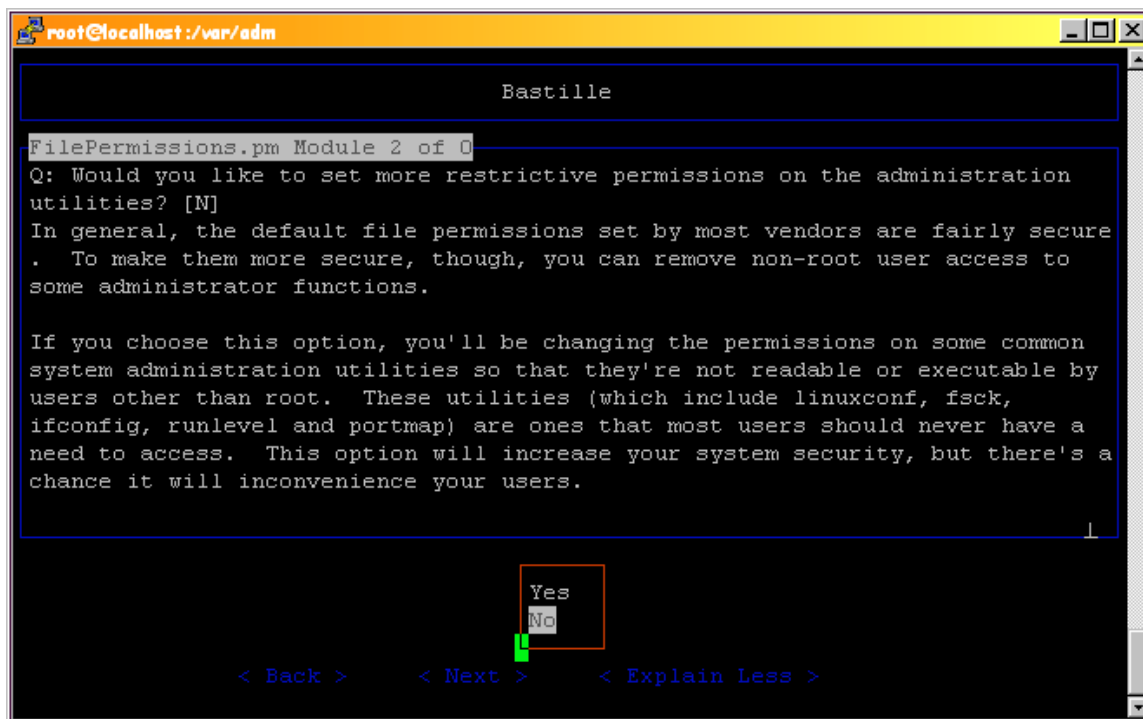 root@localhost:/var/adm
Bastille
FilePermissions.pm Module 2 of 0
Q: Would you like to set more restrictive permissions on the administration
utilities? [N]
In general, the default file permissions set by most vendors are fairly secure
.  To make them more secure, though, you can remove non-root user access to
some administrator functions.
If you choose this option, you'll be changing the permissions on some common
system administration utilities so that they're not readable or executable by
users other than root.  These utilities (which include linuxconf, fsck,
ifconfig, runlevel and portmap) are ones that most users should never have a
need to access.  This option will increase your system security, but there's a
chance it will inconvenience your users.
Yes
No
< Back >     < Next >     < Explain Less >